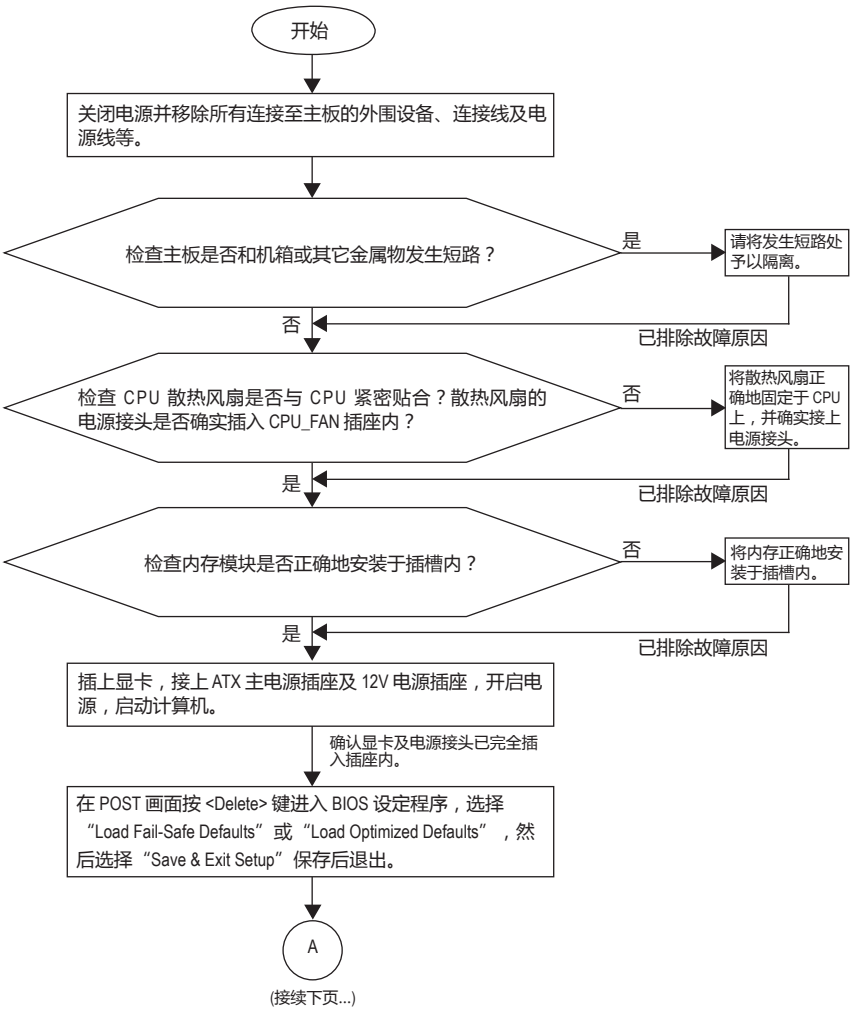 开始
关闭电源并移除所有连接至主板的外围设备、连接线及电
源线等。
检查主板是否和机箱或其它金属物发生短路？
是
请将发生短路处
予以隔离。
否
已排除故障原因
检查 CPU 散热风扇是否与 CPU 紧密贴合？散热风扇的
电源接头是否确实插入 CPU_FAN 插座内？
否
将散热风扇正
确地固定于 CPU
上，并确实接上
电源接头。
是
已排除故障原因
检查内存模块是否正确地安装于插槽内？
否
将内存正确地安
装于插槽内。
是
已排除故障原因
插上显卡，接上 ATX 主电源插座及 12V 电源插座，开启电
源，启动计算机。
确认显卡及电源接头已完全插
入插座内。
在 POST 画面按 <Delete> 键进入 BIOS 设定程序，选择
“Load Fail-Safe Defaults”或“Load Optimized Defaults”，然
后选择“Save & Exit Setup”保存后退出。
A
(接续下页...)